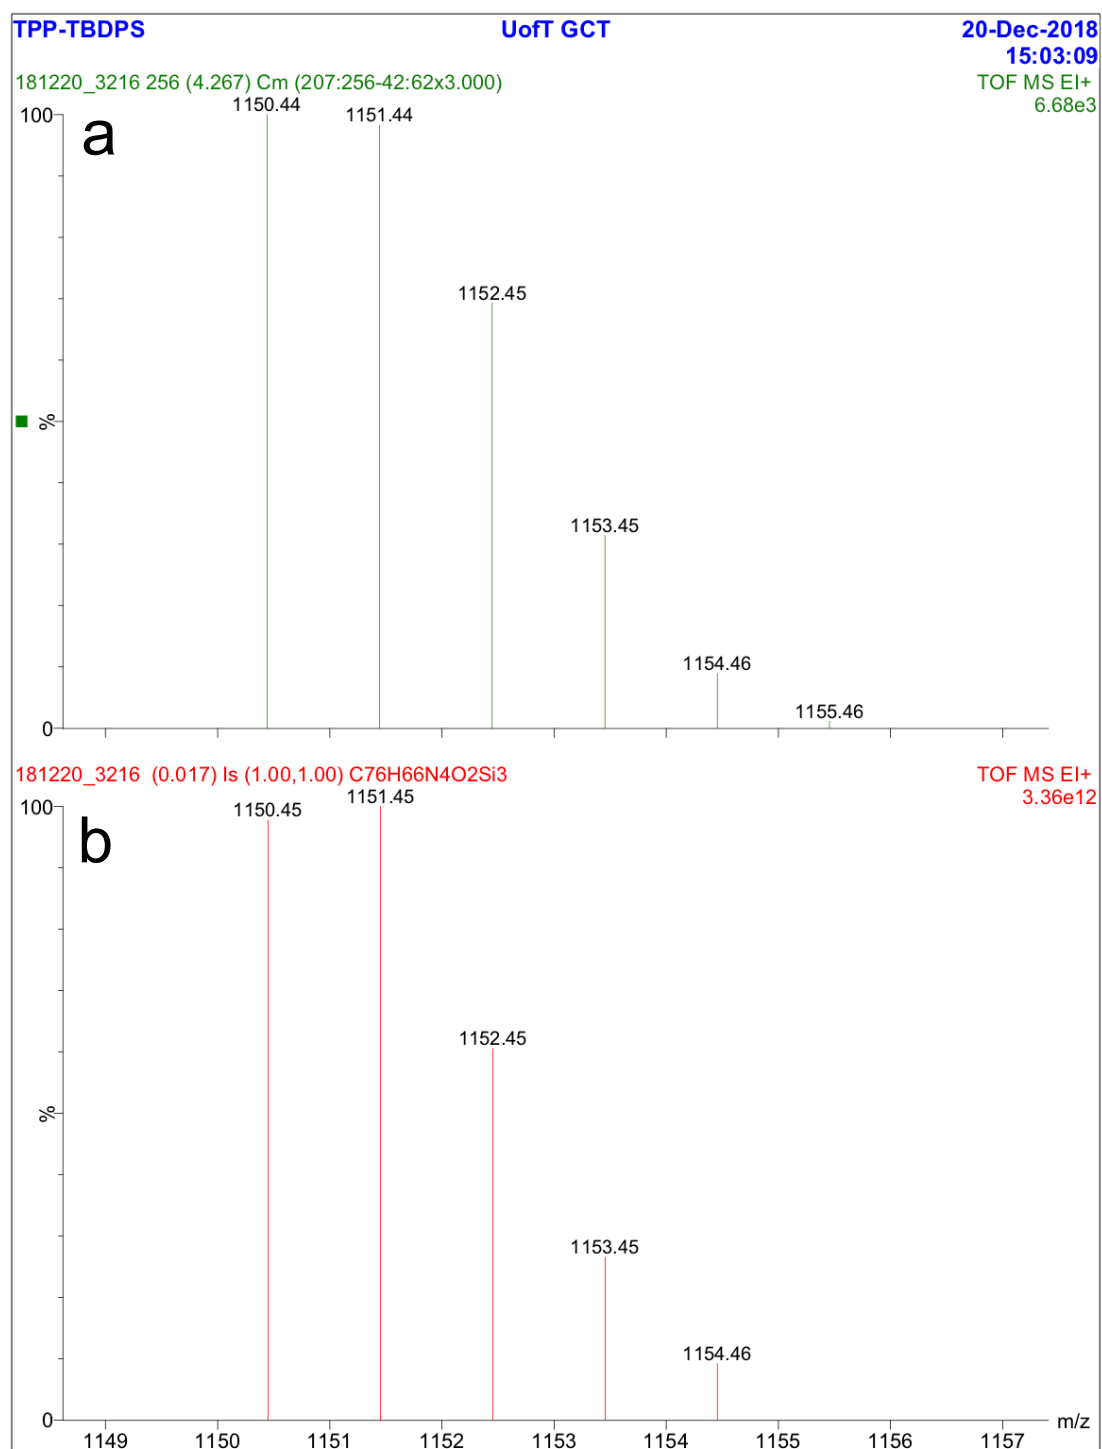 TPP-TBDPS UofT GCT 20-Dec-2018
15:03:09
181220_3216 256 (4.267) Cm (207:256-42:62x3.000) TOF MS EI+
6.68e3
a
100
1150.44
1151.44
1152.45
%
1153.45
1154.46
1155.46
0
181220_3216 (0.017) Is (1.00,1.00) C76H66N4O2Si3 TOF MS EI+
3.36e12
b
100
1150.45
1151.45
1152.45
%
1153.45
1154.46
0
m/z
1149 1150 1151 1152 1153 1154 1155 1156 1157